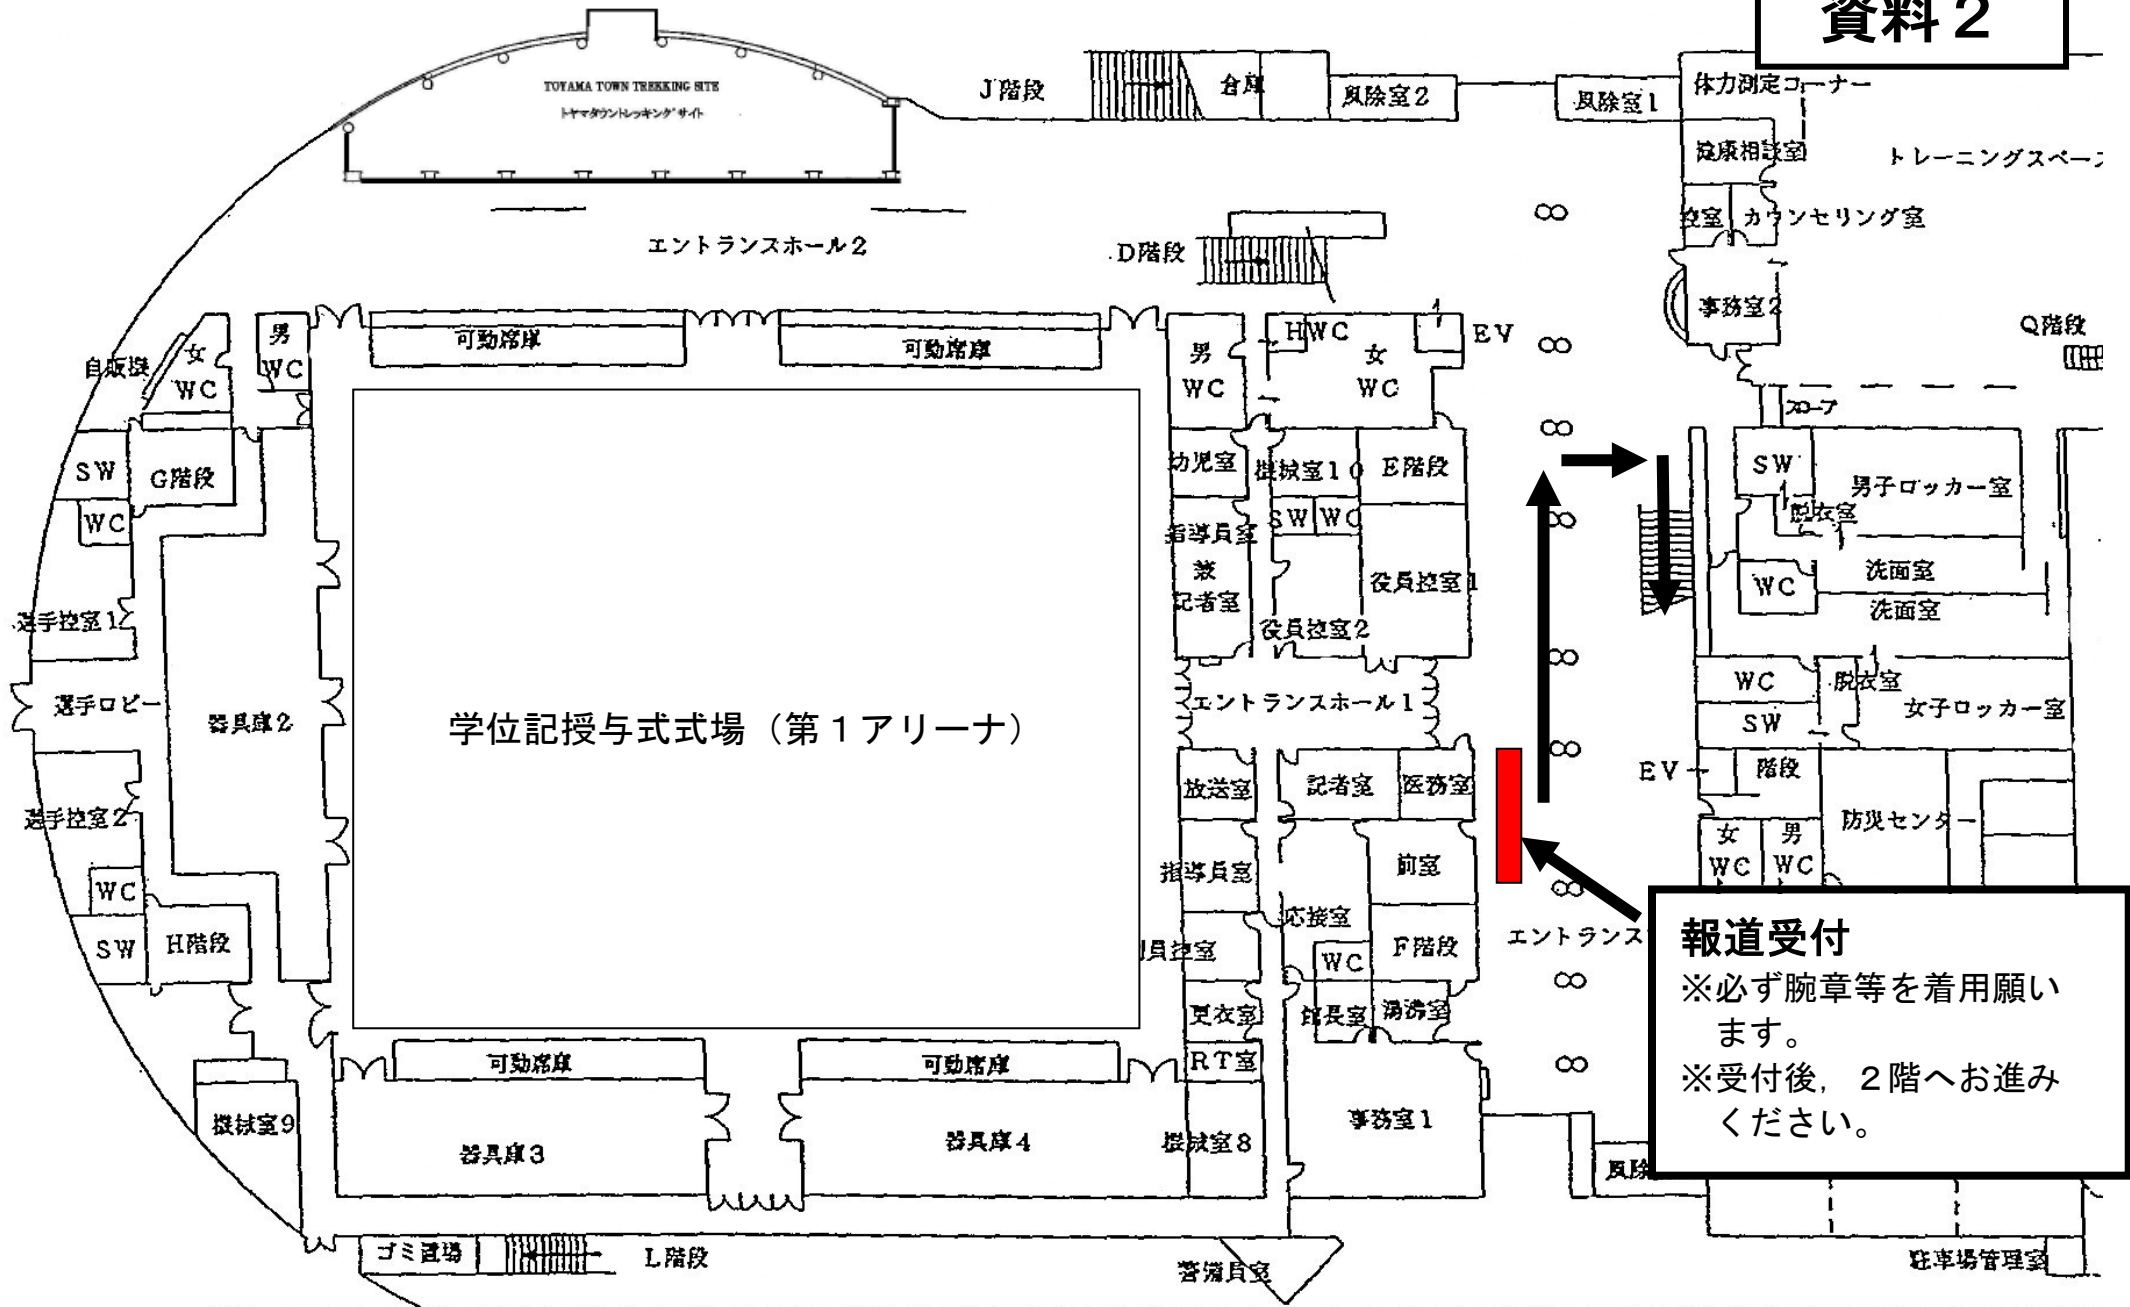 資料２
TOYAMA TOWN TREKKING SITE
トヤマタウントレッキングサイト
J階段
倉庫
風除室2
風除室1
体力測定コーナー
健康相談室
トレーニングスペース
控室
カウンセリング室
エントランスホール2
D階段
事務室2
Q階段
自販機
女
WC
男
WC
可動席庫
可動席庫
男
WC
HWC
女
WC
EV
スロープ
SW
G階段
WC
幼児室
機械室10
E階段
SW
男子ロッカー室
脱衣室
指導員室
兼
記者室
SW
WC
役員控室1
役員控室2
WC
洗面室
洗面室
選手控室1
選手ロビー
器具庫2
学位記授与式式場（第１アリーナ）
エントランスホール1
WC
脱衣室
SW
女子ロッカー室
EV
階段
放送室
記者室
医務室
選手控室2
防災センター
女
WC
男
WC
指導員室
前室
WC
SW
H階段
応接室
F階段
員控室
WC
エントランス
報道受付
※必ず腕章等を着用願い
ます。
※受付後，２階へお進み
ください。
更衣室
館長室
湯沸室
可動席庫
可動席庫
RT室
機械室9
器具庫3
器具庫4
機械室8
事務室1
風除
ゴミ置場
L階段
警備員室
駐車場管理室